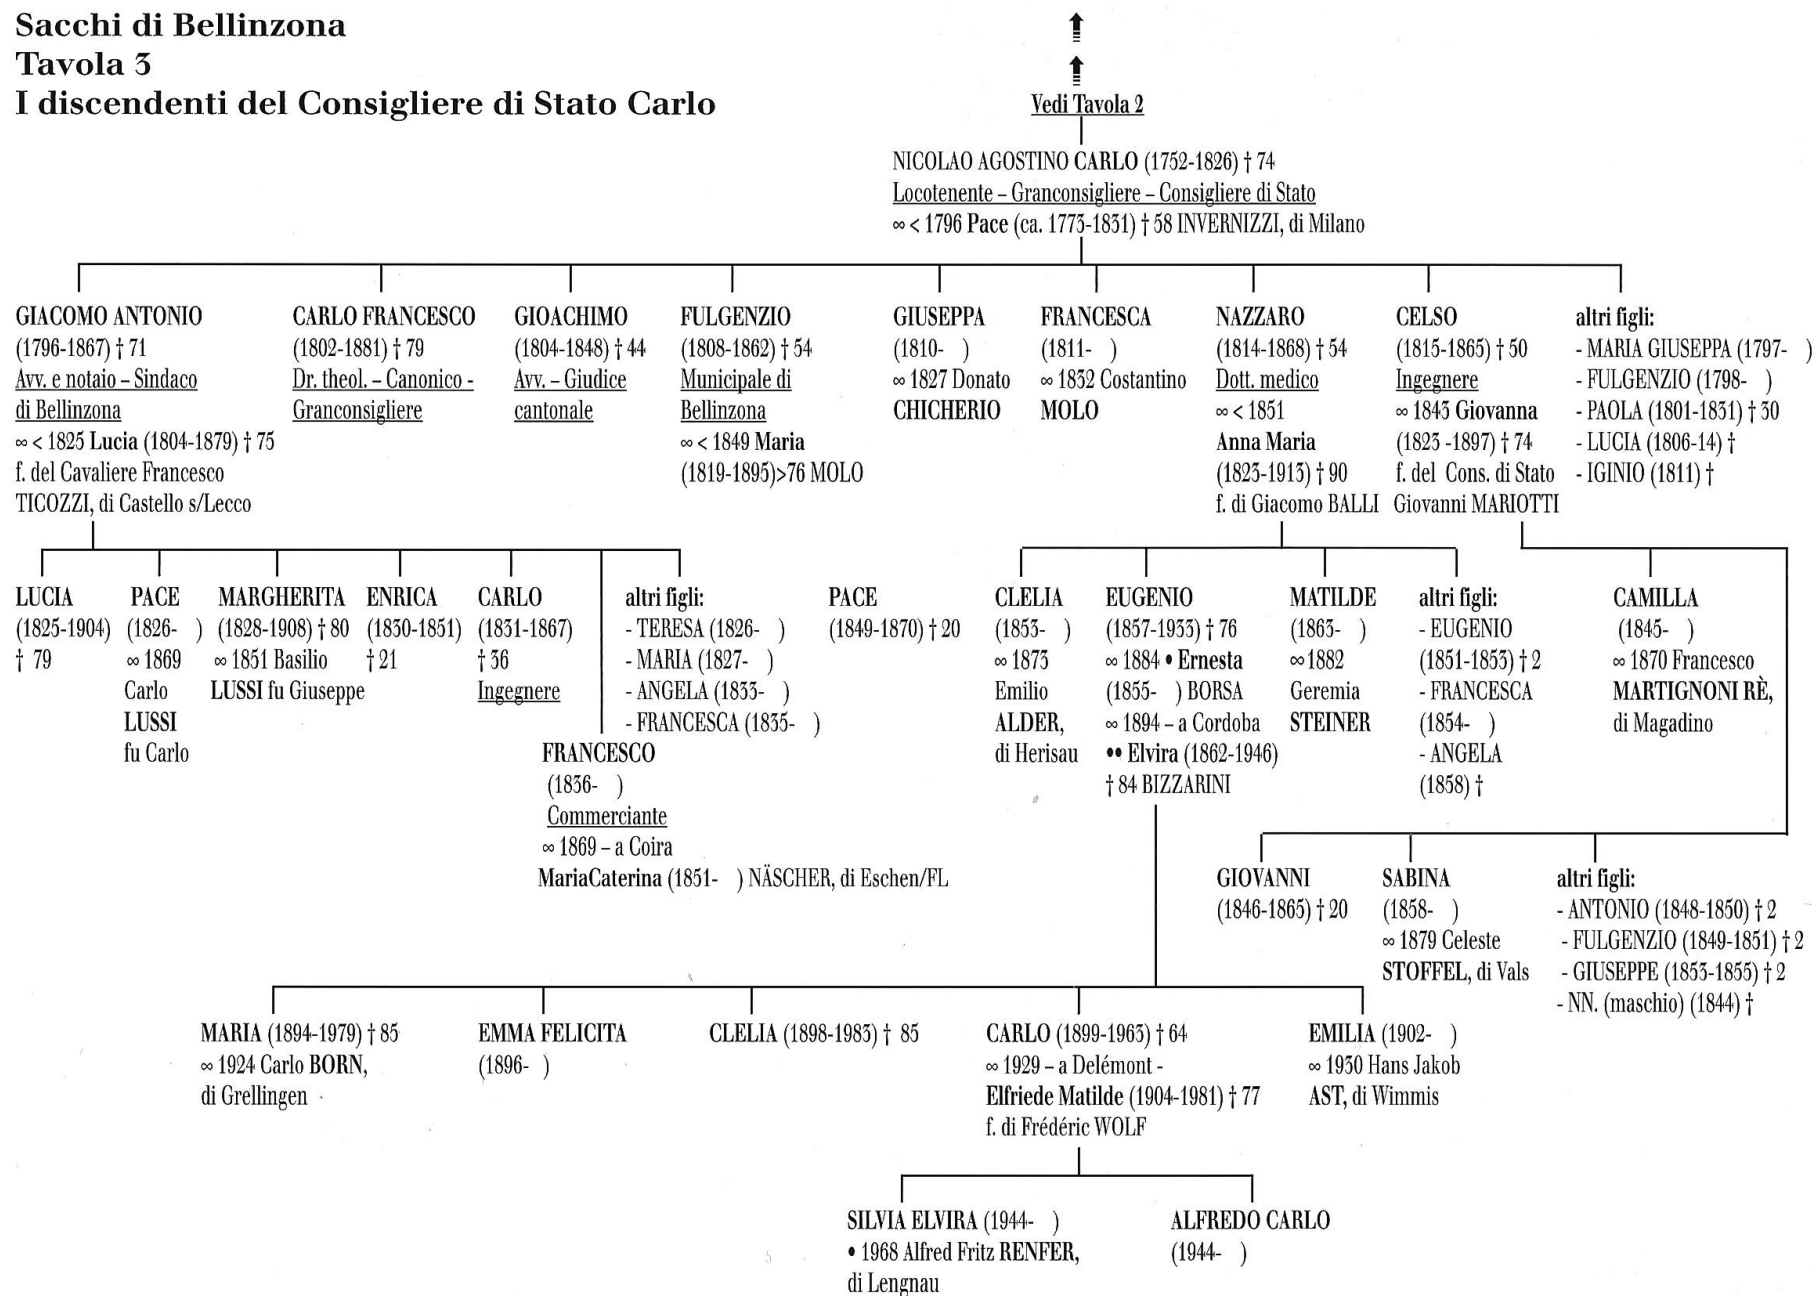 Sacchi di Bellinzona
Tavola 3
I discendenti del Consigliere di Stato Carlo
Vedi Tavola 2
NICOLAO AGOSTINO CARLO (1752-1826) † 74
Locotenente – Granconsigliere – Consigliere di Stato
∞ < 1796 Pace (ca. 1773-1831) † 58 INVERNIZZI, di Milano
GIACOMO ANTONIO
(1796-1867) † 71
Avv. e notaio – Sindaco
di Bellinzona
∞ < 1825 Lucia (1804-1879) † 75
f. del Cavaliere Francesco
TICOZZI, di Castello s/Lecco
CARLO FRANCESCO
(1802-1881) † 79
Dr. theol. – Canonico -
Granconsigliere
GIOACHIMO
(1804-1848) † 44
Avv. – Giudice
cantonale
FULGENZIO
(1808-1862) † 54
Municipale di
Bellinzona
∞ < 1849 Maria
(1819-1895)>76 MOLO
GIUSEPPA
(1810- )
∞ 1827 Donato
CHICHERIO
FRANCESCA
(1811- )
∞ 1832 Costantino
MOLO
NAZZARO
(1814-1868) † 54
Dott. medico
∞ < 1851
Anna Maria
(1823-1913) † 90
f. di Giacomo BALLI
CELSO
(1815-1865) † 50
Ingegnere
∞ 1843 Giovanna
(1823 -1897) † 74
f. del Cons. di Stato
Giovanni MARIOTTI
altri figli:
- MARIA GIUSEPPA (1797- )
- FULGENZIO (1798- )
- PAOLA (1801-1831) † 30
- LUCIA (1806-14) †
- IGINIO (1811) †
LUCIA
(1825-1904)
† 79
PACE
(1826- )
∞ 1869
Carlo
LUSSI
fu Carlo
MARGHERITA
(1828-1908) † 80
∞ 1851 Basilio
LUSSI fu Giuseppe
ENRICA
(1830-1851)
† 21
CARLO
(1831-1867)
† 36
Ingegnere
FRANCESCO
(1836- )
Commerciante
∞ 1869 – a Coira
MariaCaterina (1851- ) NÄSCHER, di Eschen/FL
altri figli:
- TERESA (1826- )
- MARIA (1827- )
- ANGELA (1833- )
- FRANCESCA (1835- )
PACE
(1849-1870) † 20
CLELIA
(1853- )
∞ 1873
Emilio
ALDER,
di Herisau
EUGENIO
(1857-1933) † 76
∞ 1884 • Ernesta
(1855- ) BORSA
∞ 1894 – a Cordoba
•• Elvira (1862-1946)
† 84 BIZZARINI
MATILDE
(1863- )
∞1882
Geremia
STEINER
altri figli:
- EUGENIO
(1851-1853) † 2
- FRANCESCA
(1854- )
- ANGELA
(1858) †
CAMILLA
(1845- )
∞ 1870 Francesco
MARTIGNONI RÈ,
di Magadino
GIOVANNI
(1846-1865) † 20
SABINA
(1858- )
∞ 1879 Celeste
STOFFEL, di Vals
altri figli:
- ANTONIO (1848-1850) † 2
- FULGENZIO (1849-1851) † 2
- GIUSEPPE (1853-1855) † 2
- NN. (maschio) (1844) †
MARIA (1894-1979) † 85
∞ 1924 Carlo BORN,
di Grellingen
EMMA FELICITA
(1896- )
CLELIA (1898-1983) † 85
CARLO (1899-1963) † 64
∞ 1929 – a Delémont -
Elfriede Matilde (1904-1981) † 77
f. di Frédéric WOLF
EMILIA (1902- )
∞ 1930 Hans Jakob
AST, di Wimmis
SILVIA ELVIRA (1944- )
• 1968 Alfred Fritz RENFER,
di Lengnau
ALFREDO CARLO
(1944- )